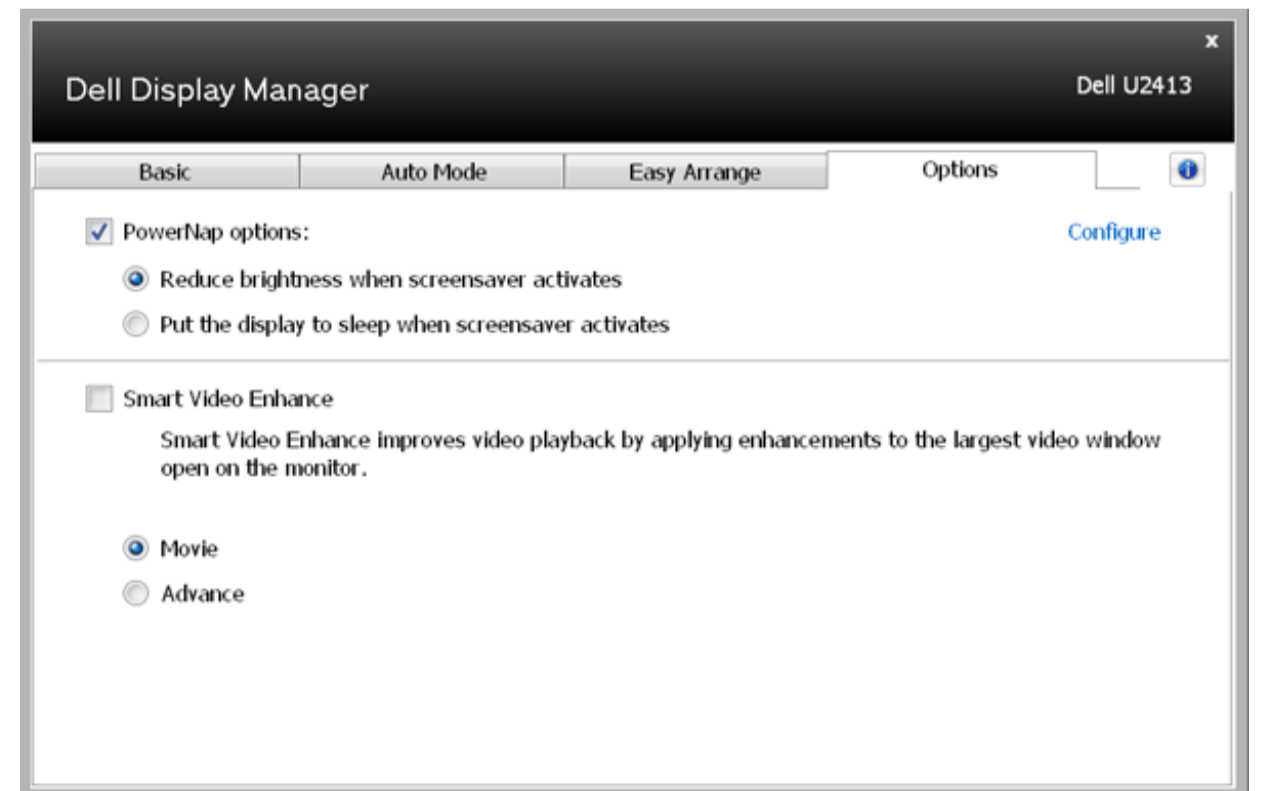 x
Dell Display Manager
Dell U2413
Basic
Auto Mode
Easy Arrange
Options
PowerNap options:
Configure
Reduce brightness when screensaver activates
Put the display to sleep when screensaver activates
Smart Video Enhance
Smart Video Enhance improves video playback by applying enhancements to the largest video window
open on the monitor.
Movie
Advance